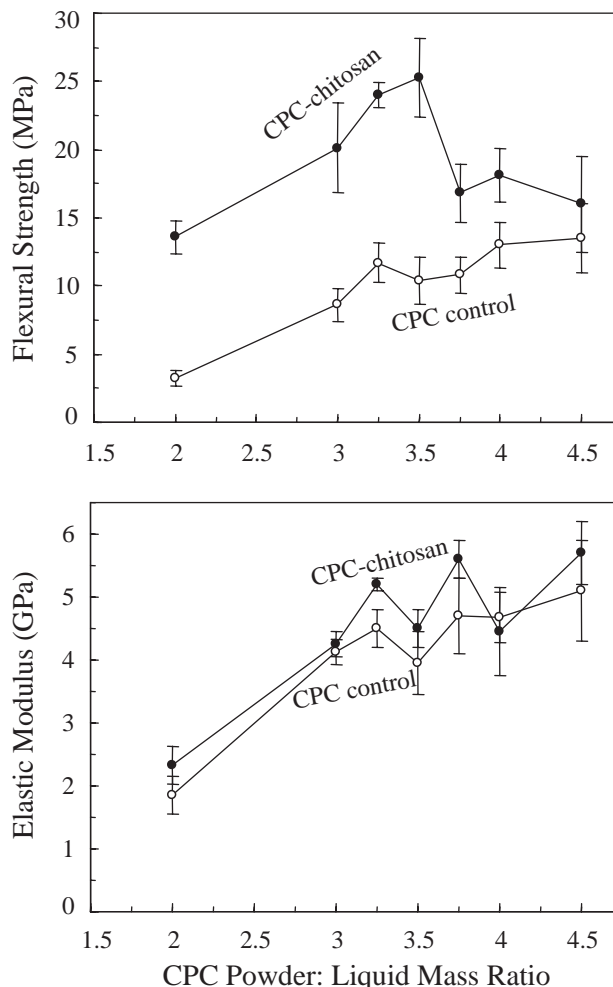 30
25
20
15
10
5
0
Flexural Strength (MPa)
CPC-chitosan
CPC control
1.5 2 2.5 3 3.5 4 4.5
6
5
4
3
2
1
0
Elastic Modulus (GPa)
CPC-chitosan
CPC control
1.5 2 2.5 3 3.5 4 4.5
CPC Powder: Liquid Mass Ratio